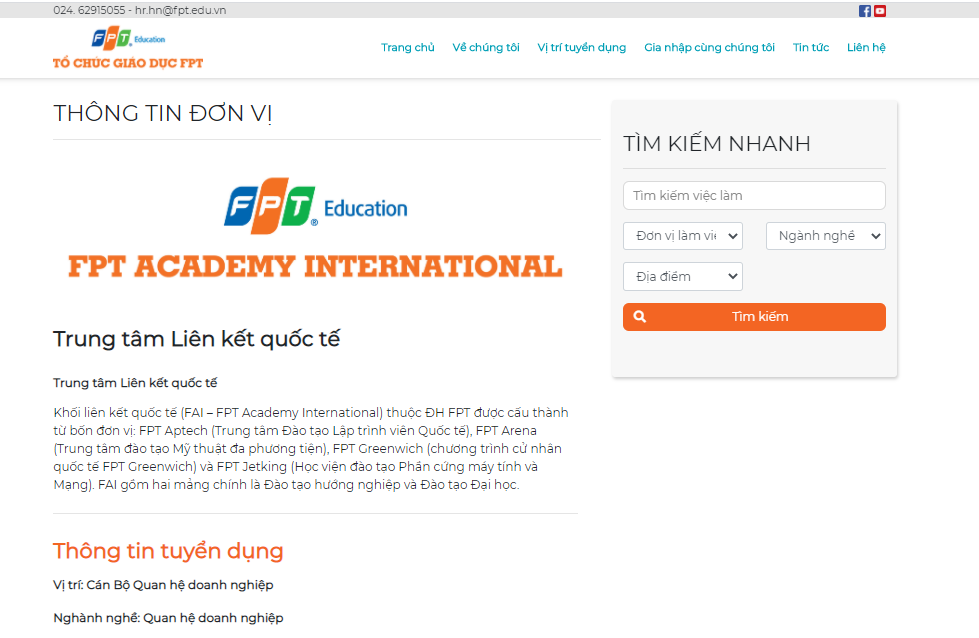 024. 62915055 - hr.hn@fpt.edu.vn
FPT Education
TỔ CHỨC GIÁO DỤC FPT
Trang chủ Về chúng tôi Vị trí tuyển dụng Gia nhập cùng chúng tôi Tin tức Liên hệ
THÔNG TIN ĐƠN VỊ
FPT Education
FPT ACADEMY INTERNATIONAL
Trung tâm Liên kết quốc tế
Trung tâm Liên kết quốc tế
Khối liên kết quốc tế (FAI – FPT Academy International) thuộc ĐH FPT được cấu thành
từ bốn đơn vị: FPT Aptech (Trung tâm Đào tạo Lập trình viên Quốc tế), FPT Arena
(Trung tâm đào tạo Mỹ thuật đa phương tiện), FPT Greenwich (chương trình cử nhân
quốc tế FPT Greenwich) và FPT Jetking (Học viện đào tạo Phần cứng máy tính và
Mạng). FAI gồm hai mảng chính là Đào tạo hướng nghiệp và Đào tạo Đại học.
Thông tin tuyển dụng
Vị trí: Cán Bộ Quan hệ doanh nghiệp
Nghành nghề: Quan hệ doanh nghiệp
TÌM KIẾM NHANH
Tìm kiếm việc làm
Đơn vị làm việ Ngành nghề
Địa điểm
Tìm kiếm